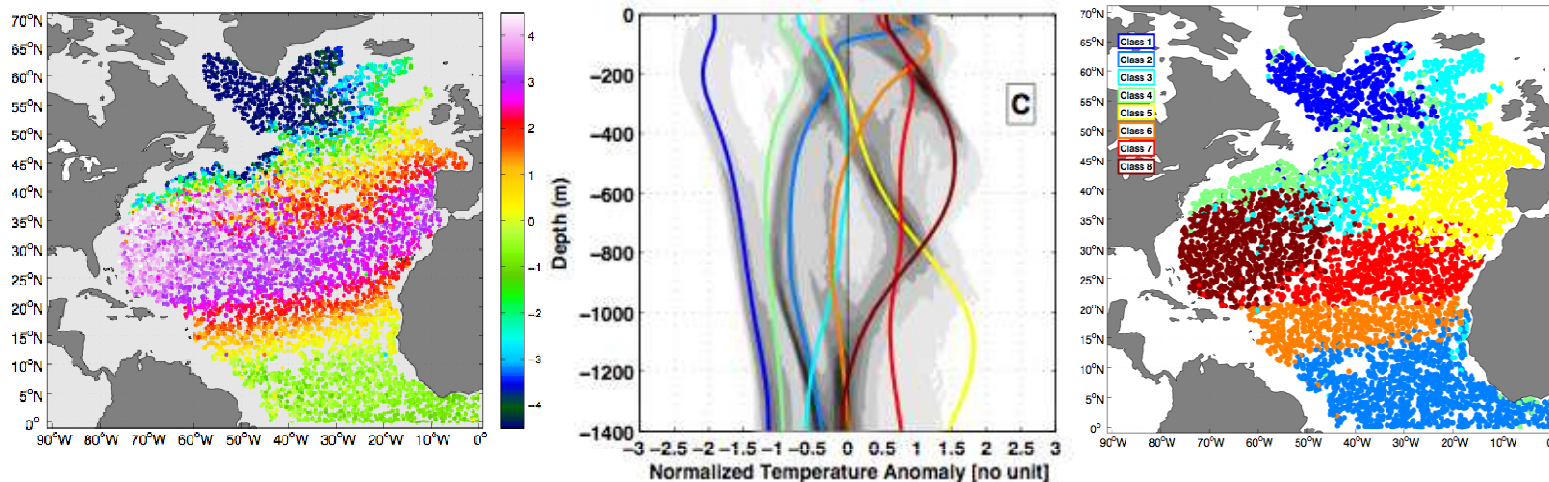 70°N
65°N
60°N
55°N
50°N
45°N
40°N
35°N
30°N
25°N
20°N
15°N
10°N
5°N
0°
90°W 80°W 70°W 60°W 50°W 40°W 30°W 20°W 10°W 0°
4
3
2
1
0
−1
−2
−3
−4
Depth (m)
0
−200
−400
−600
−800
−1000
−1200
−1400
C
−3 −2.5 −2 −1.5 −1 −0.5 0 0.5 1 1.5 2 2.5 3
Normalized Temperature Anomaly [no unit]
70°N
65°N
60°N
55°N
50°N
45°N
40°N
35°N
30°N
25°N
20°N
15°N
10°N
5°N
0°
90°W 80°W 70°W 60°W 50°W 40°W 30°W 20°W 10°W 0°
Class 1
Class 2
Class 3
Class 4
Class 5
Class 6
Class 7
Class 8